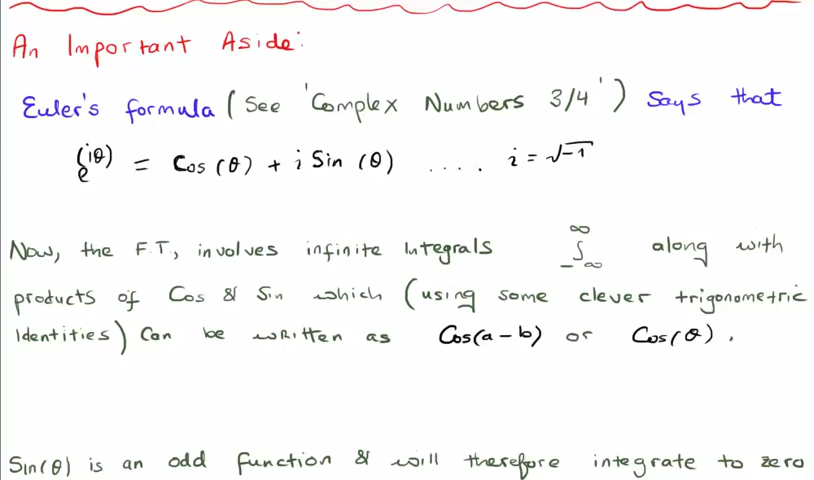 An Important Aside:
Euler's formula (See 'Complex Numbers 3/4') Says that
e^(iθ) = Cos(θ) + i Sin(θ) .... i = √-1
Now, the F.T., involves infinite Integrals ∫_-∞^∞ along with
products of Cos & Sin which (using some clever trigonometric
Identities) Can be written as Cos(a-b) or Cos(θ).
Sin(θ) is an odd function & will therefore integrate to zero